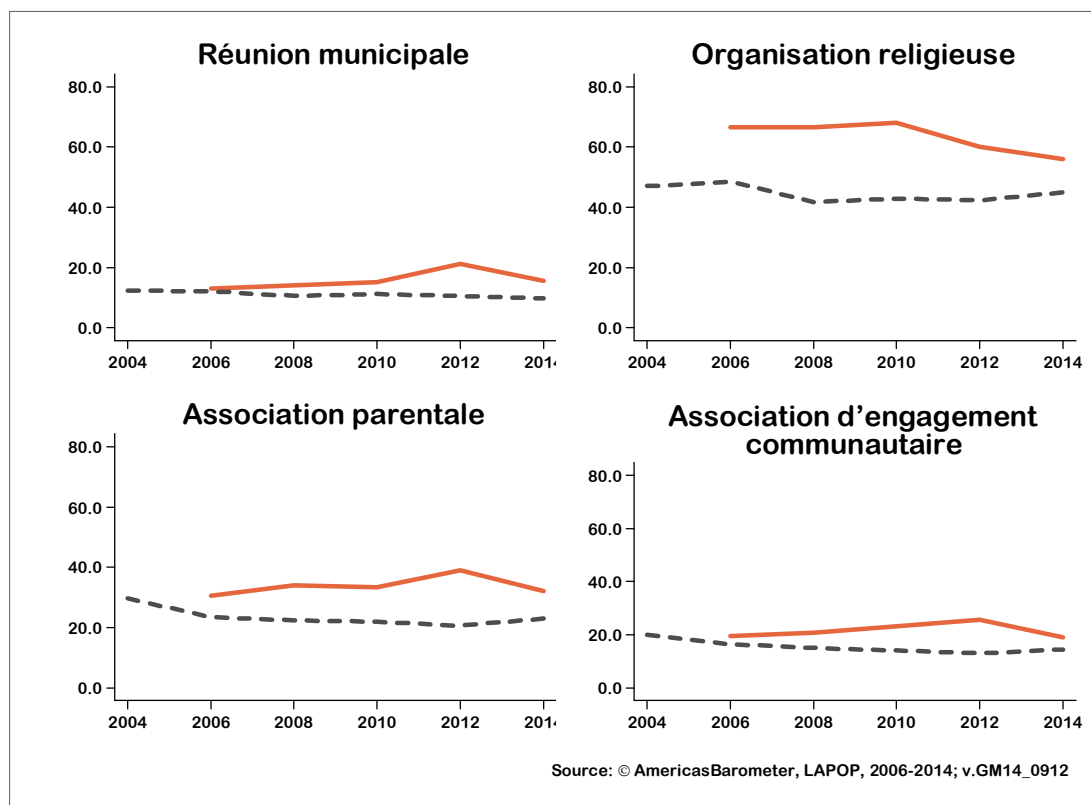 Réunion municipale
80.0
60.0
40.0
20.0
0.0
2004 2006 2008 2010 2012 2014
Organisation religieuse
80.0
60.0
40.0
20.0
0.0
2004 2006 2008 2010 2012 2014
Association parentale
80.0
60.0
40.0
20.0
0.0
2004 2006 2008 2010 2012 2014
Association d’engagement
communautaire
80.0
60.0
40.0
20.0
0.0
2004 2006 2008 2010 2012 2014
Source: © AmericasBarometer, LAPOP, 2006-2014; v.GM14_0912